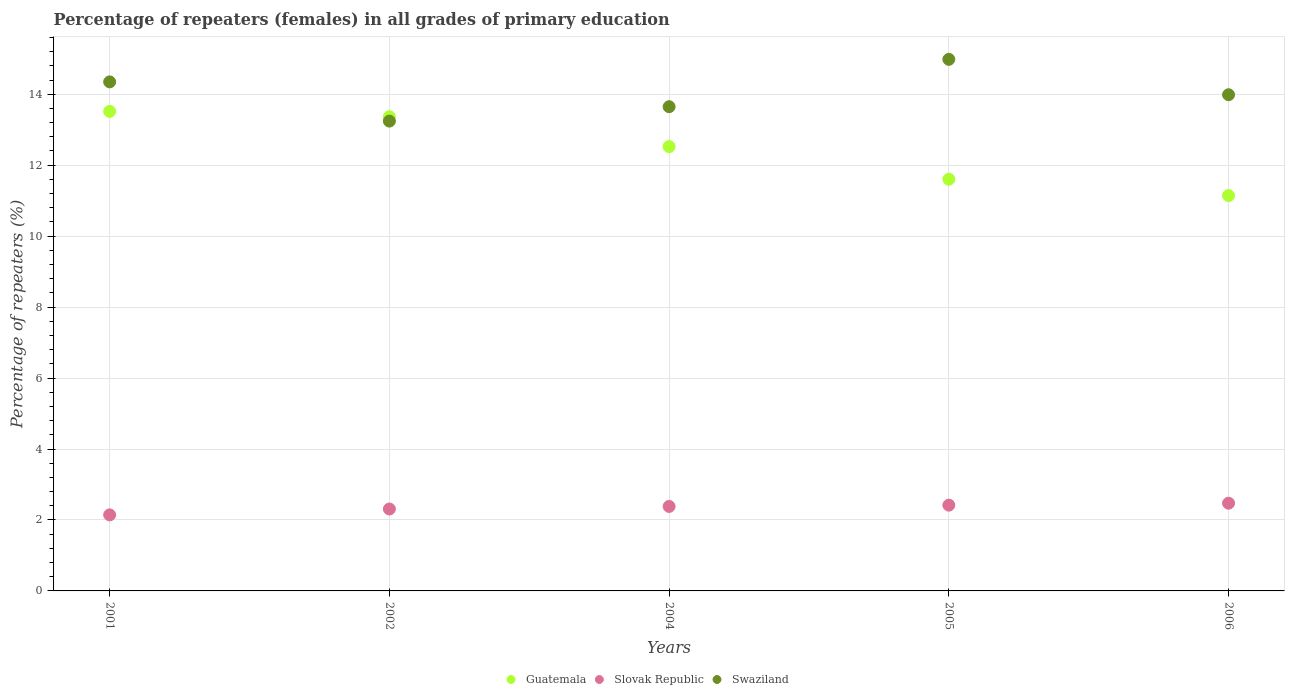 Percentage of repeaters (females) in all grades of primary education
Percentage of repeaters (%)
14
12
10
8
6
4
2
0
2001
2002
2004
2005
2006
Years
Guatemala
Slovak Republic
Swaziland